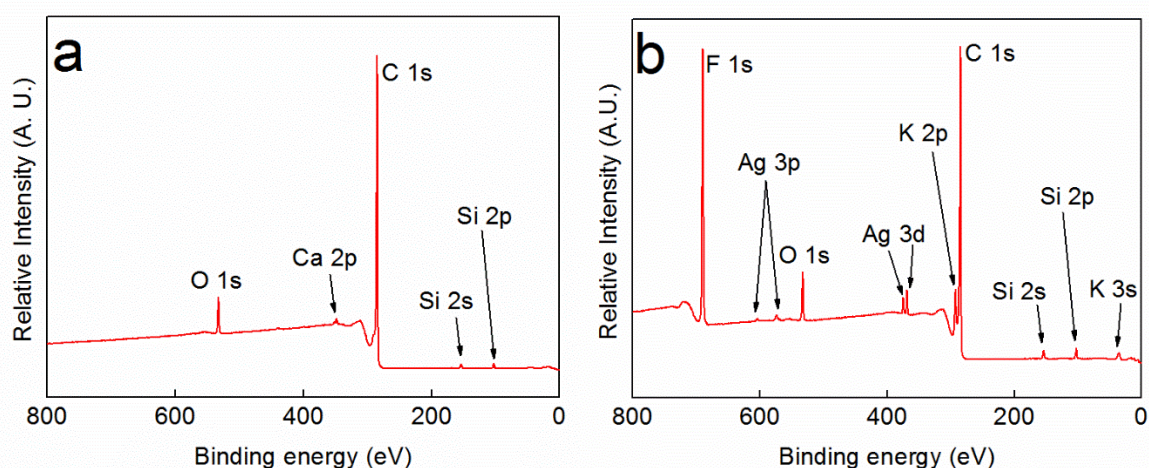 a
Relative Intensity (A. U.)
C 1s
Si 2p
Ca 2p
O 1s
Si 2s
800
600
400
200
0
Binding energy (eV)
b
Relative Intensity (A.U.)
F 1s
C 1s
K 2p
Ag 3p
Si 2p
Ag 3d
O 1s
Si 2s
K 3s
800
600
400
200
0
Binding energy (eV)